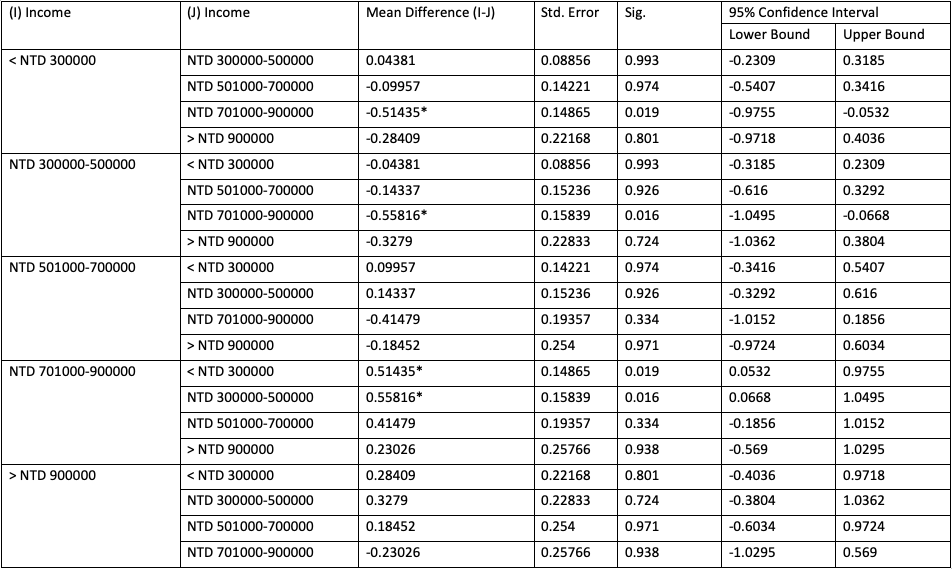 (I) Income (J) Income Mean Difference (I-J) Std. Error Sig. 95% Confidence Interval
Lower Bound Upper Bound
< NTD 300000 NTD 300000-500000 0.04381 0.08856 0.993 -0.2309 0.3185
NTD 501000-700000 -0.09957 0.14221 0.974 -0.5407 0.3416
NTD 701000-900000 -0.51435* 0.14865 0.019 -0.9755 -0.0532
> NTD 900000 -0.28409 0.22168 0.801 -0.9718 0.4036
NTD 300000-500000 < NTD 300000 -0.04381 0.08856 0.993 -0.3185 0.2309
NTD 501000-700000 -0.14337 0.15236 0.926 -0.616 0.3292
NTD 701000-900000 -0.55816* 0.15839 0.016 -1.0495 -0.0668
> NTD 900000 -0.3279 0.22833 0.724 -1.0362 0.3804
NTD 501000-700000 < NTD 300000 0.09957 0.14221 0.974 -0.3416 0.5407
NTD 300000-500000 0.14337 0.15236 0.926 -0.3292 0.616
NTD 701000-900000 -0.41479 0.19357 0.334 -1.0152 0.1856
> NTD 900000 -0.18452 0.254 0.971 -0.9724 0.6034
NTD 701000-900000 < NTD 300000 0.51435* 0.14865 0.019 0.0532 0.9755
NTD 300000-500000 0.55816* 0.15839 0.016 0.0668 1.0495
NTD 501000-700000 0.41479 0.19357 0.334 -0.1856 1.0152
> NTD 900000 0.23026 0.25766 0.938 -0.569 1.0295
> NTD 900000 < NTD 300000 0.28409 0.22168 0.801 -0.4036 0.9718
NTD 300000-500000 0.3279 0.22833 0.724 -0.3804 1.0362
NTD 501000-700000 0.18452 0.254 0.971 -0.6034 0.9724
NTD 701000-900000 -0.23026 0.25766 0.938 -1.0295 0.569